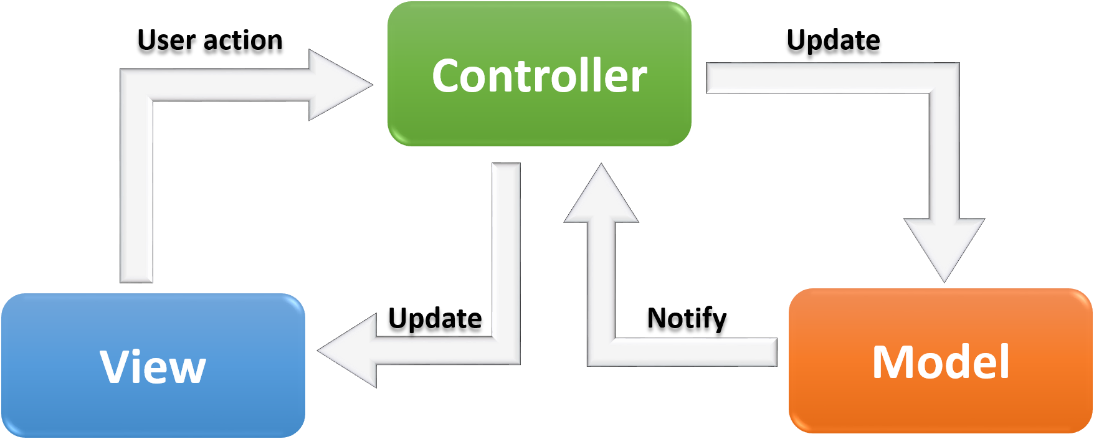 User action
Controller
Update
Update
Notify
View
Model